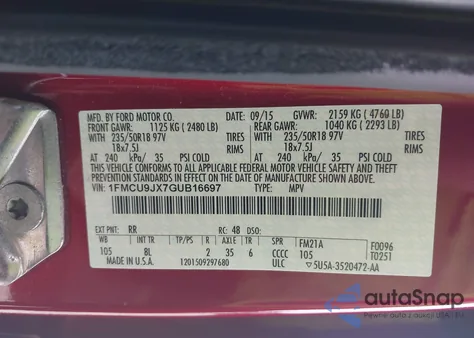 MFD. BY FORD MOTOR CO. 09/15 GVWR: 2159 KG ( 4760 LB)
FRONT GAWR: 1125 KG ( 2480 LB) REAR GAWR: 1040 KG ( 2293 LB)
WITH 235/50R18 97V TIRES WITH 235/50R18 97V TIRES
18x7.5J RIMS 18x7.5J RIMS
AT 240 kPa/ 35 PSI COLD AT 240 kPa/ 35 PSI COLD
THIS VEHICLE CONFORMS TO ALL APPLICABLE FEDERAL MOTOR VEHICLE SAFETY AND THEFT
PREVENTION STANDARDS IN EFFECT ON THE DATE OF MANUFACTURE SHOWN ABOVE.
VIN: 1FMCU9JX7GUB16697 TYPE: MPV
EXT PNT: RR RC: 48 DSO:
WB INT TR TP/PS R AXLE TR SPR FM21A F0096
105 8L 2 35 6 CCCC 105 T0251
MADE IN U.S.A. 1201509297680 ULC 5U5A-3520472-AA
autoSnap
Pewne auto z USA